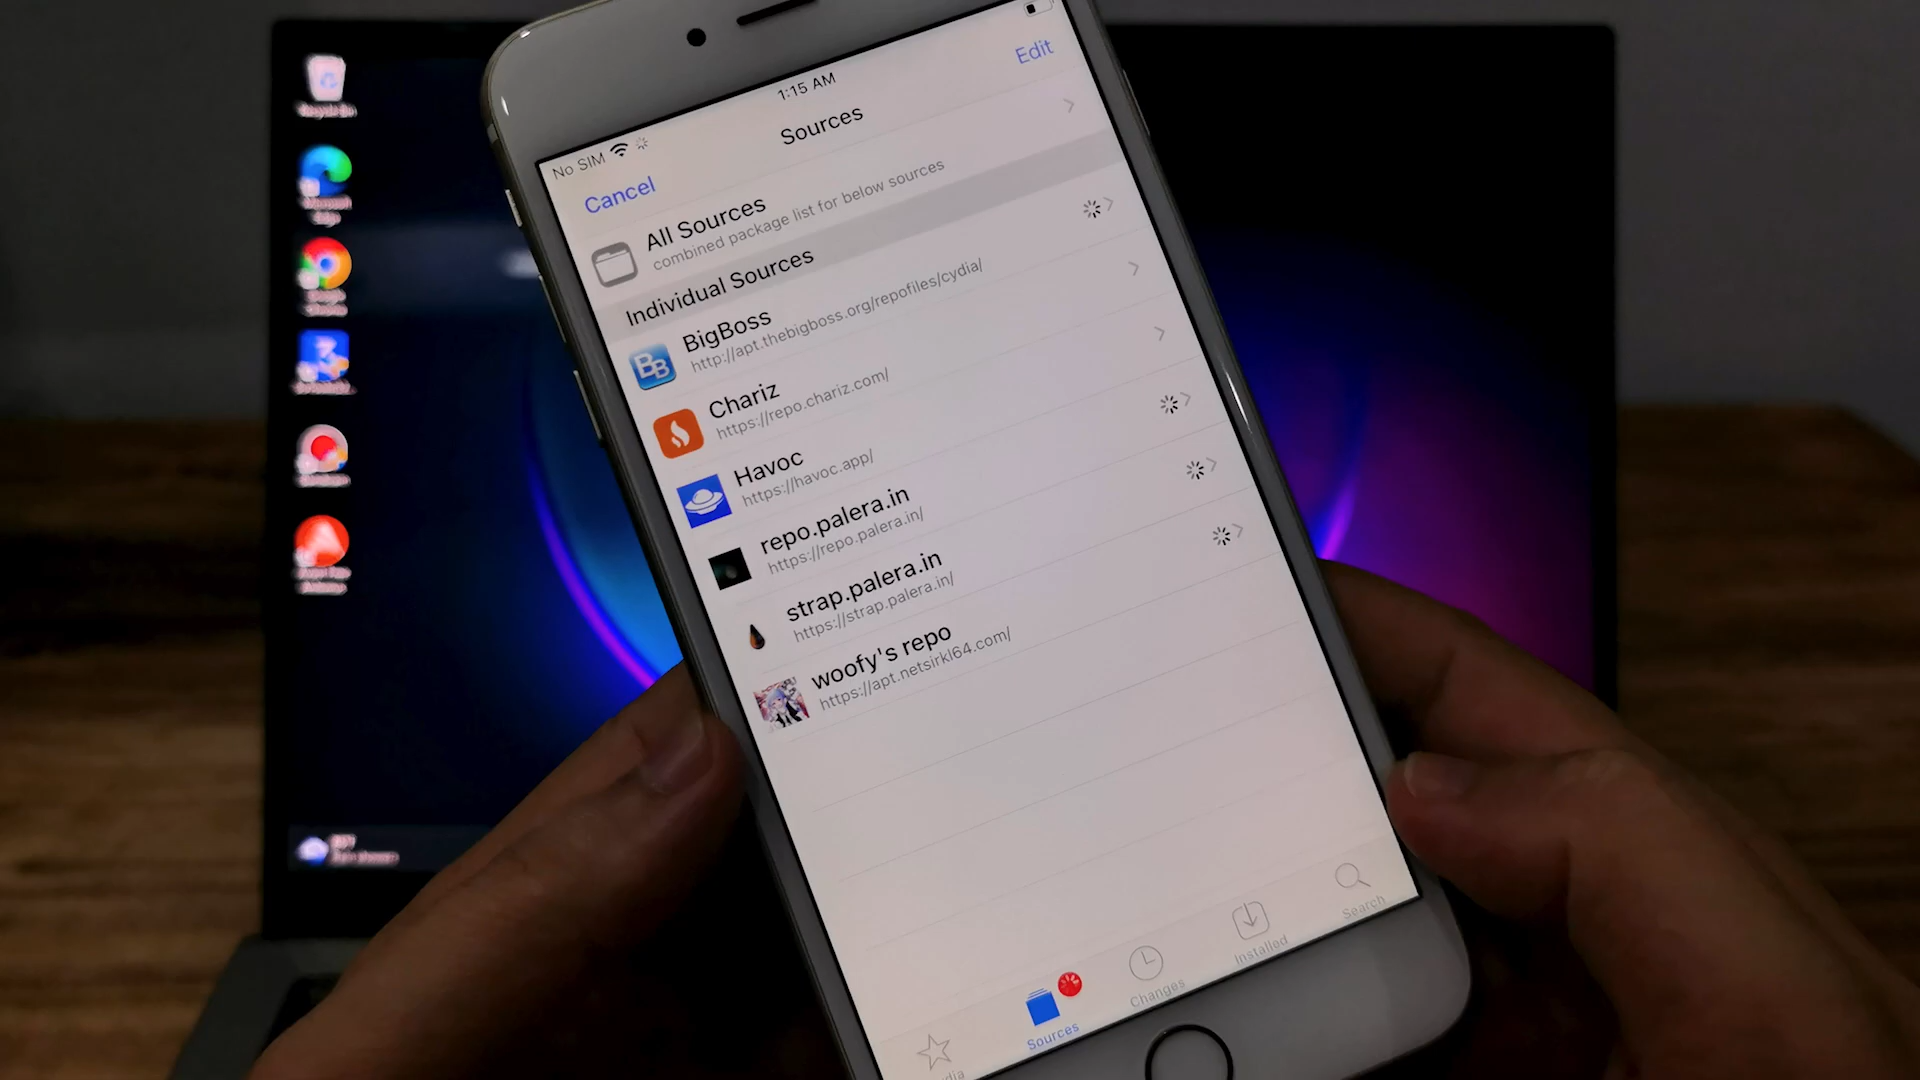 1:15 AM
No SIM
Edit
Sources
Cancel
All Sources
combined package list for below sources
Individual Sources
BigBoss
http://apt.thebigboss.org/repofiles/cydia/
BB
Chariz
https://repo.chariz.com/
Havoc
https://havoc.app/
repo.palera.in
https://repo.palera.in/
strap.palera.in
https://strap.palera.in/
woofy's repo
https://apt.netsirkl64.com/
Search
Installed
Changes
Sources
dia